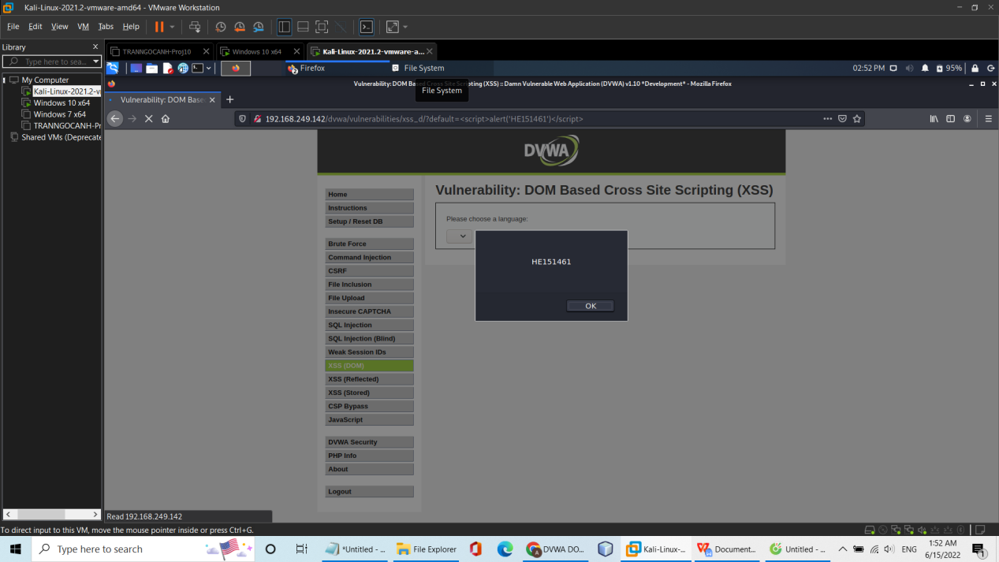 Kali-Linux-2021.2-vmware-amd64 - VMware Workstation
File Edit View VM Tabs Help
Library
Type here to sea...
TRANNGOCANH-Proj10
Windows 10 x64
Kali-Linux-2021.2-vmware-a...
My Computer
Kali-Linux-2021.2-v
Windows 10 x64
Windows 7 x64
TRANNGOCANH-Pr
Shared VMs (Deprecate
Firefox
File System
02:52 PM
95%
Vulnerability: DOM Based Cross Site Scripting (XSS) :: Damn Vulnerable Web Application (DVWA) v1.10 *Development* - Mozilla Firefox
File System
Vulnerability: DOM Base
192.168.249.142/dvwa/vulnerabilities/xss_d/?default=<script>alert('HE151461')</script>
DVWA
Home
Instructions
Setup / Reset DB
Brute Force
Command Injection
CSRF
File Inclusion
File Upload
Insecure CAPTCHA
SQL Injection
SQL Injection (Blind)
Weak Session IDs
XSS (DOM)
XSS (Reflected)
XSS (Stored)
CSP Bypass
JavaScript
DVWA Security
PHP Info
About
Logout
Vulnerability: DOM Based Cross Site Scripting (XSS)
Please choose a language:
HE151461
OK
Read 192.168.249.142
To direct input to this VM, move the mouse pointer inside or press Ctrl+G.
Type here to search
*Untitled - ...
File Explorer
DVWA DO...
Kali-Linux-...
Document...
Untitled - ...
ENG
1:52 AM
6/15/2022
1